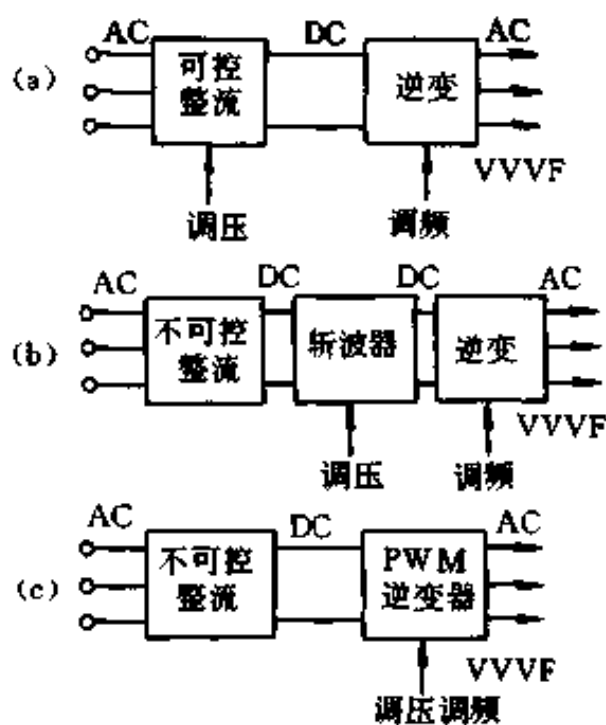 AC DC AC
(a) 可控 逆变
整流
VVVF
调压 调频
AC DC DC AC
(b) 不可控 斩波器 逆变
整流
VVVF
调压 调频
AC DC AC
(c) 不可控 PWM
整流 逆变器
VVVF
调压调频